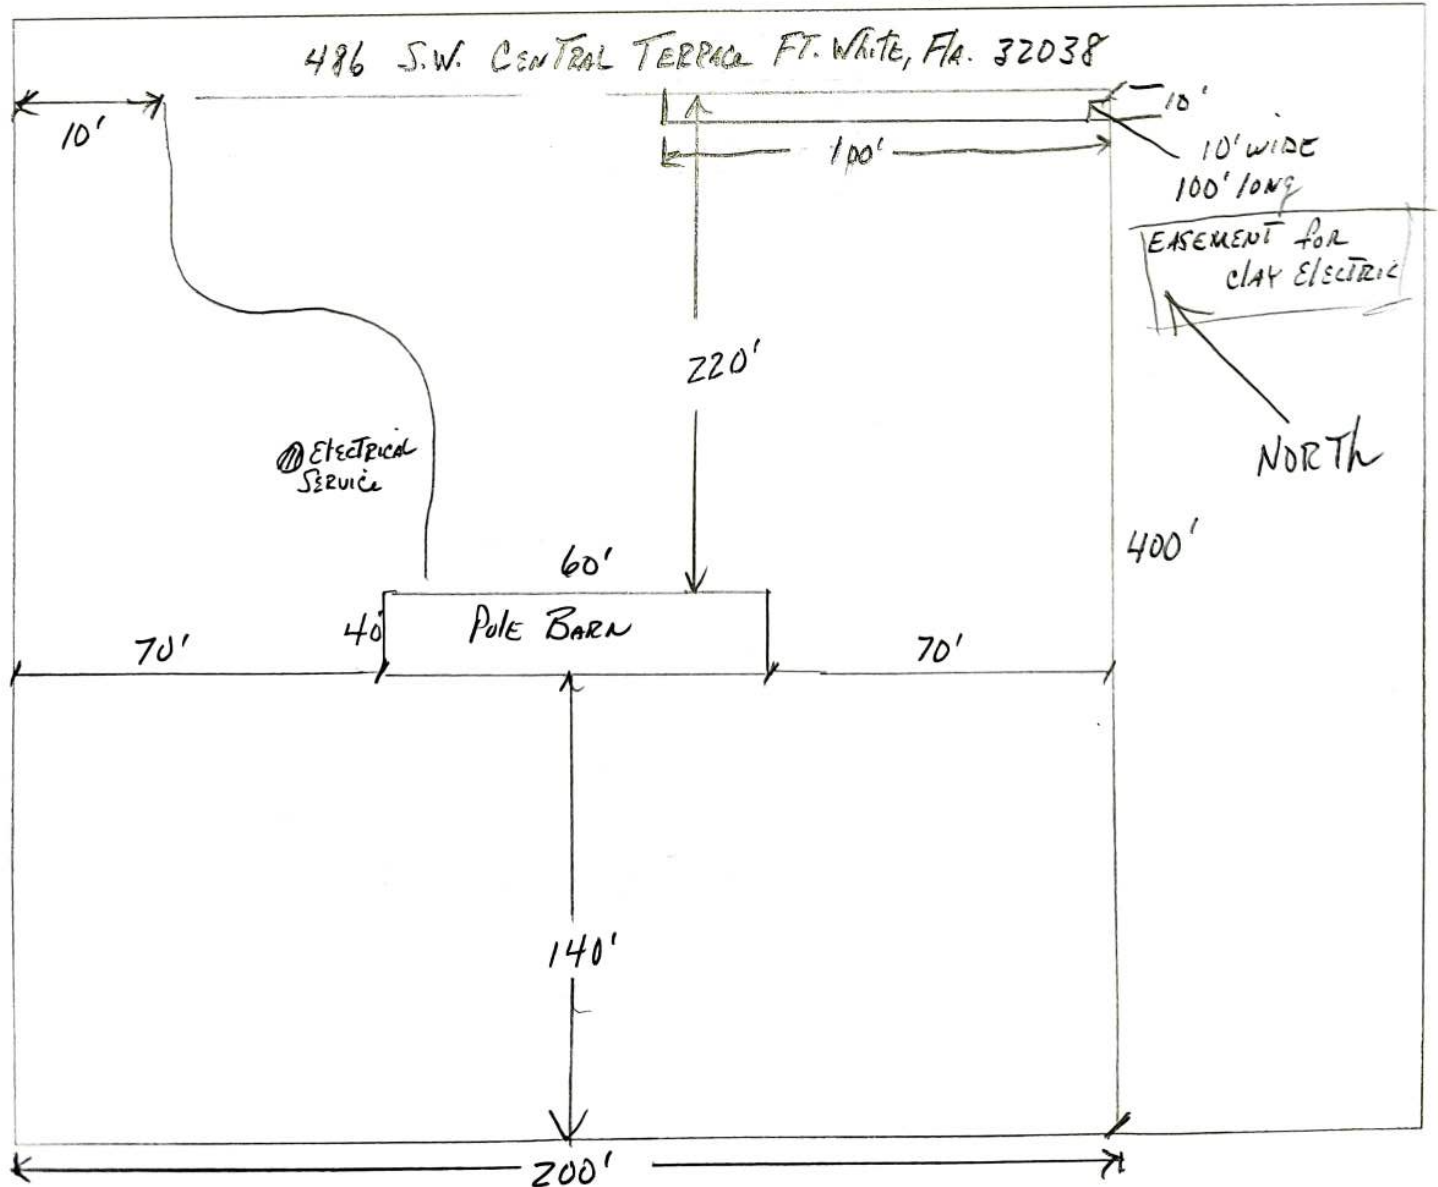 486 S.W. CENTRAL TERRACE FT. WHITE, FLA. 32038
10'
10'
100'
10' WIDE
100' LONG
EASEMENT FOR
CLAY ELECTRIC
220'
NORTH
ELECTRICAL
SERVICE
400'
60'
40'
POLE BARN
70'
70'
140'
200'